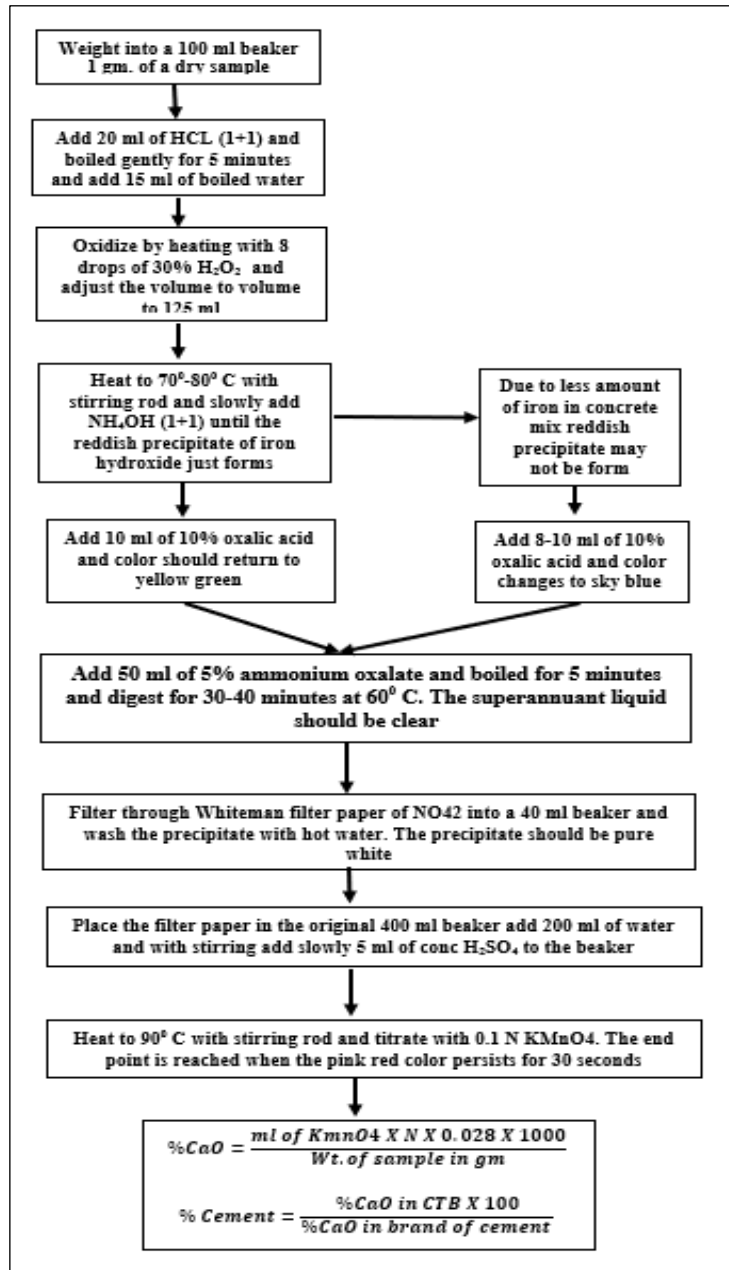 Weight into a 100 ml beaker
1 gm. of a dry sample
Add 20 ml of HCL (1+1) and
boiled gently for 5 minutes
and add 15 ml of boiled water
Oxidize by heating with 8
drops of 30% H₂O₂ and
adjust the volume to volume
to 125 ml
Heat to 70⁰-80⁰ C with
stirring rod and slowly add
NH₄OH (1+1) until the
reddish precipitate of iron
hydroxide just forms
Due to less amount
of iron in concrete
mix reddish
precipitate may
not be form
Add 10 ml of 10% oxalic acid
and color should return to
yellow green
Add 8-10 ml of 10%
oxalic acid and color
changes to sky blue
Add 50 ml of 5% ammonium oxalate and boiled for 5 minutes
and digest for 30-40 minutes at 60⁰ C. The superannuant liquid
should be clear
Filter through Whiteman filter paper of NO42 into a 40 ml beaker and
wash the precipitate with hot water. The precipitate should be pure
white
Place the filter paper in the original 400 ml beaker add 200 ml of water
and with stirring add slowly 5 ml of conc H₂SO₄ to the beaker
Heat to 90⁰ C with stirring rod and titrate with 0.1 N KMnO4. The end
point is reached when the pink red color persists for 30 seconds
%CaO = ml of KmnO4 X N X 0.028 X 1000 / Wt. of sample in gm
% Cement = %CaO in CTB X 100 / %CaO in brand of cement